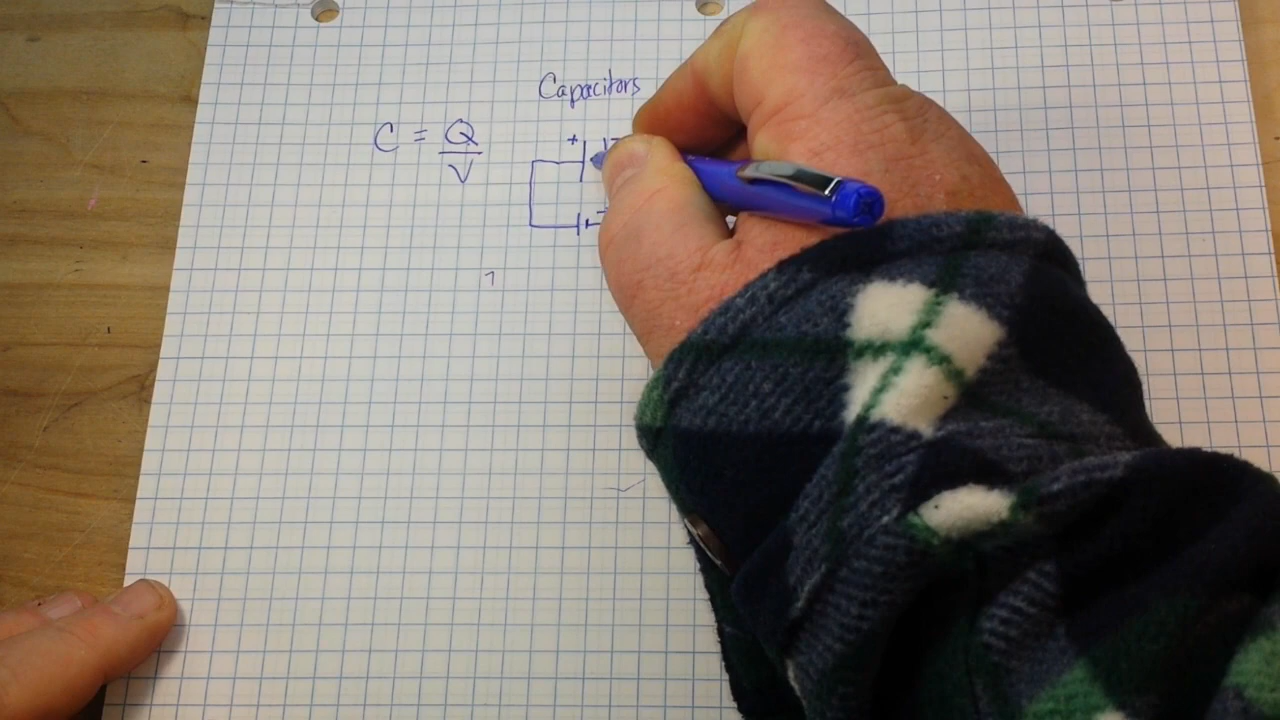 Capacitors
C = Q
V
+